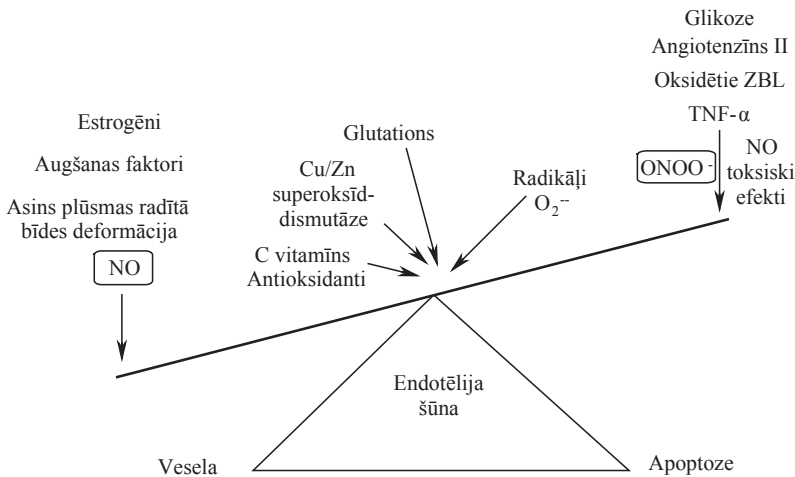 Glikoze
Angiotenzīns II
Oksidētie ZBL
TNF-α
ONOO-
NO
toksiski
efekti
Estrogēni
Augšanas faktori
Asins plūsmas radītā
bīdes deformācija
NO
Glutations
Cu/Zn
superoksīd-
dismutāze
C vitamīns
Antioksidanti
Radikāļi
O2--
Endotēlija
šūna
Vesela
Apoptoze